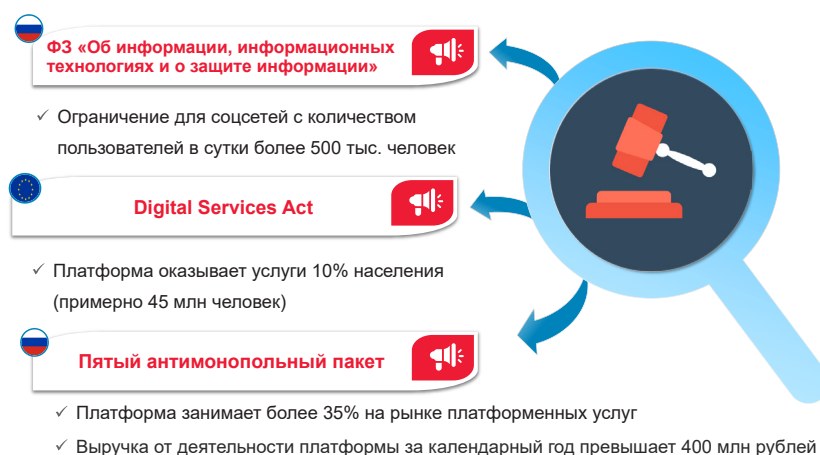 ФЗ «Об информации, информационных
технологиях и о защите информации»
✓ Ограничение для соцсетей с количеством
пользователей в сутки более 500 тыс. человек
Digital Services Act
✓ Платформа оказывает услуги 10% населения
(примерно 45 млн человек)
Пятый антимонопольный пакет
✓ Платформа занимает более 35% на рынке платформенных услуг
✓ Выручка от деятельности платформы за календарный год превышает 400 млн рублей